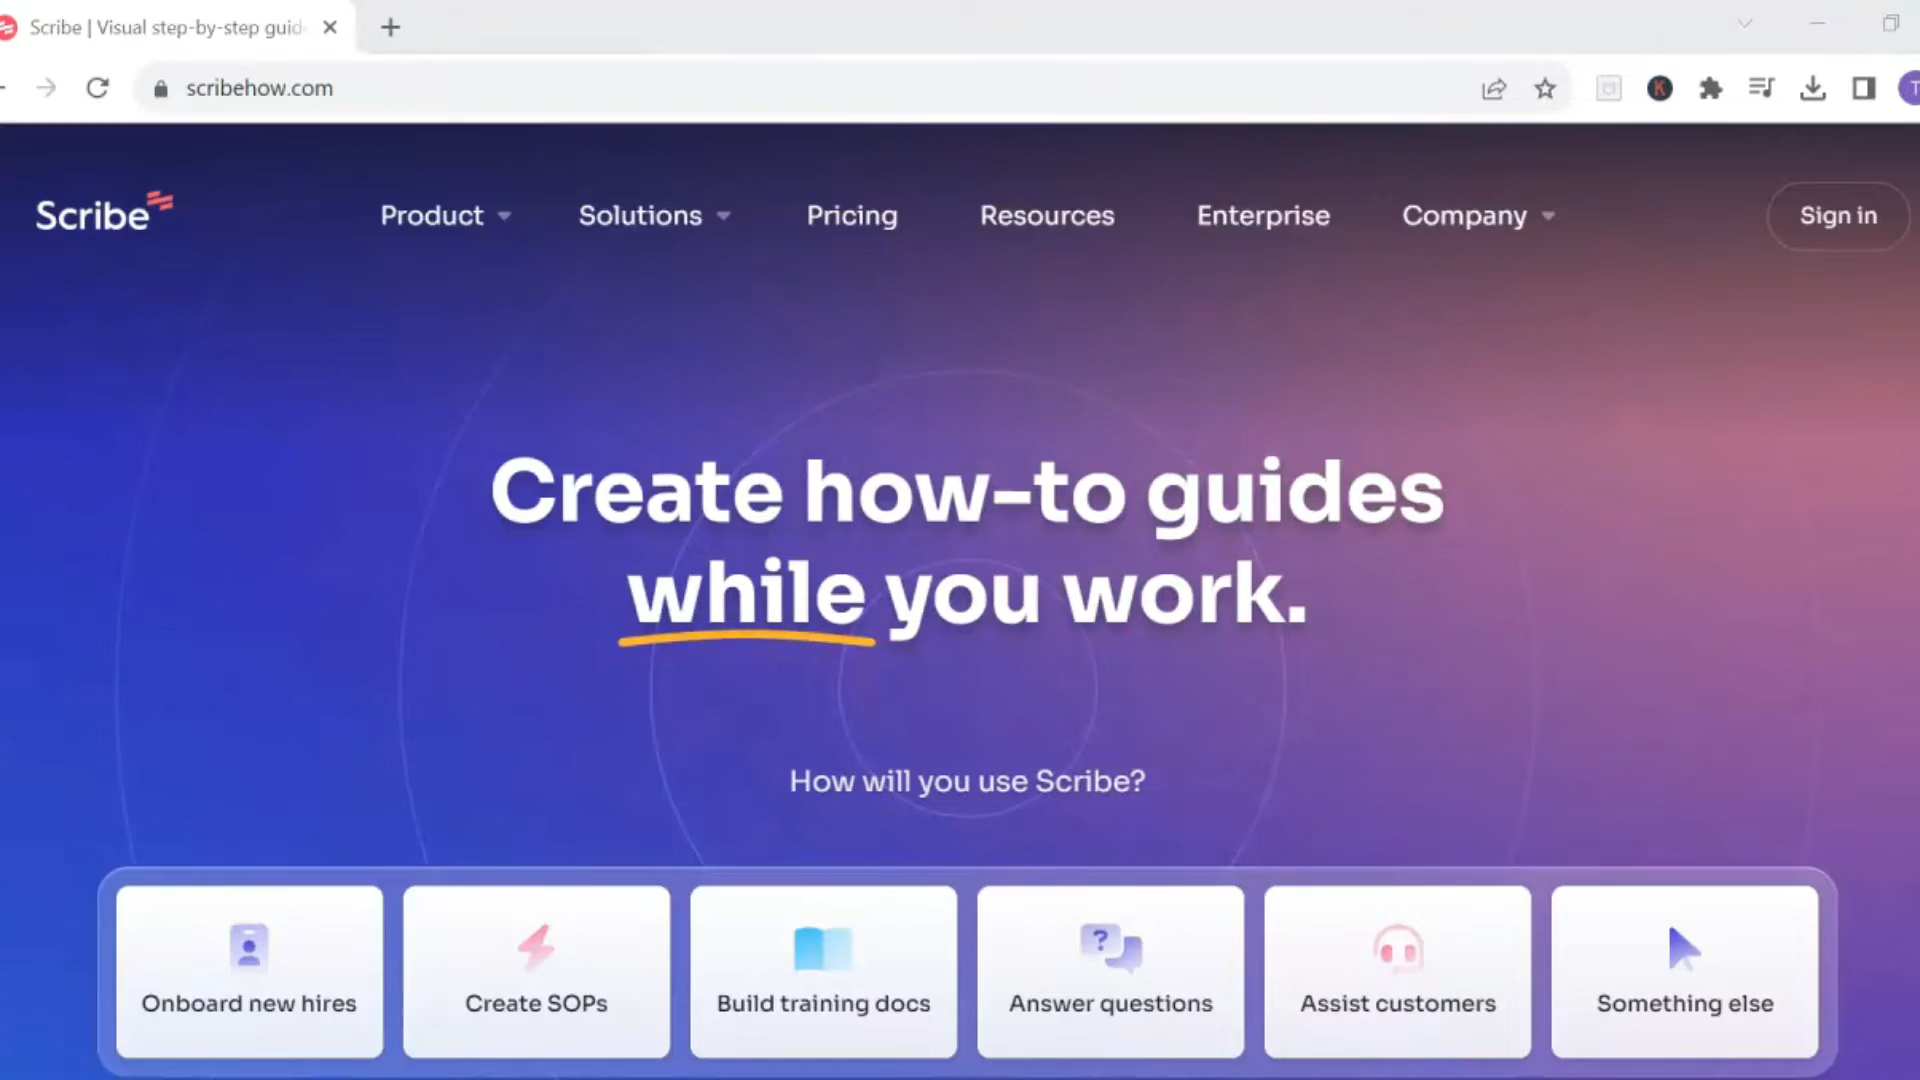 Scribe | Visual step-by-step guid
scribehow.com
K
T
Scribe
Product
Solutions
Pricing
Resources
Enterprise
Company
Sign in
Create how-to guides
while you work.
How will you use Scribe?
Onboard new hires
Create SOPs
Build training docs
?
Answer questions
Assist customers
Something else